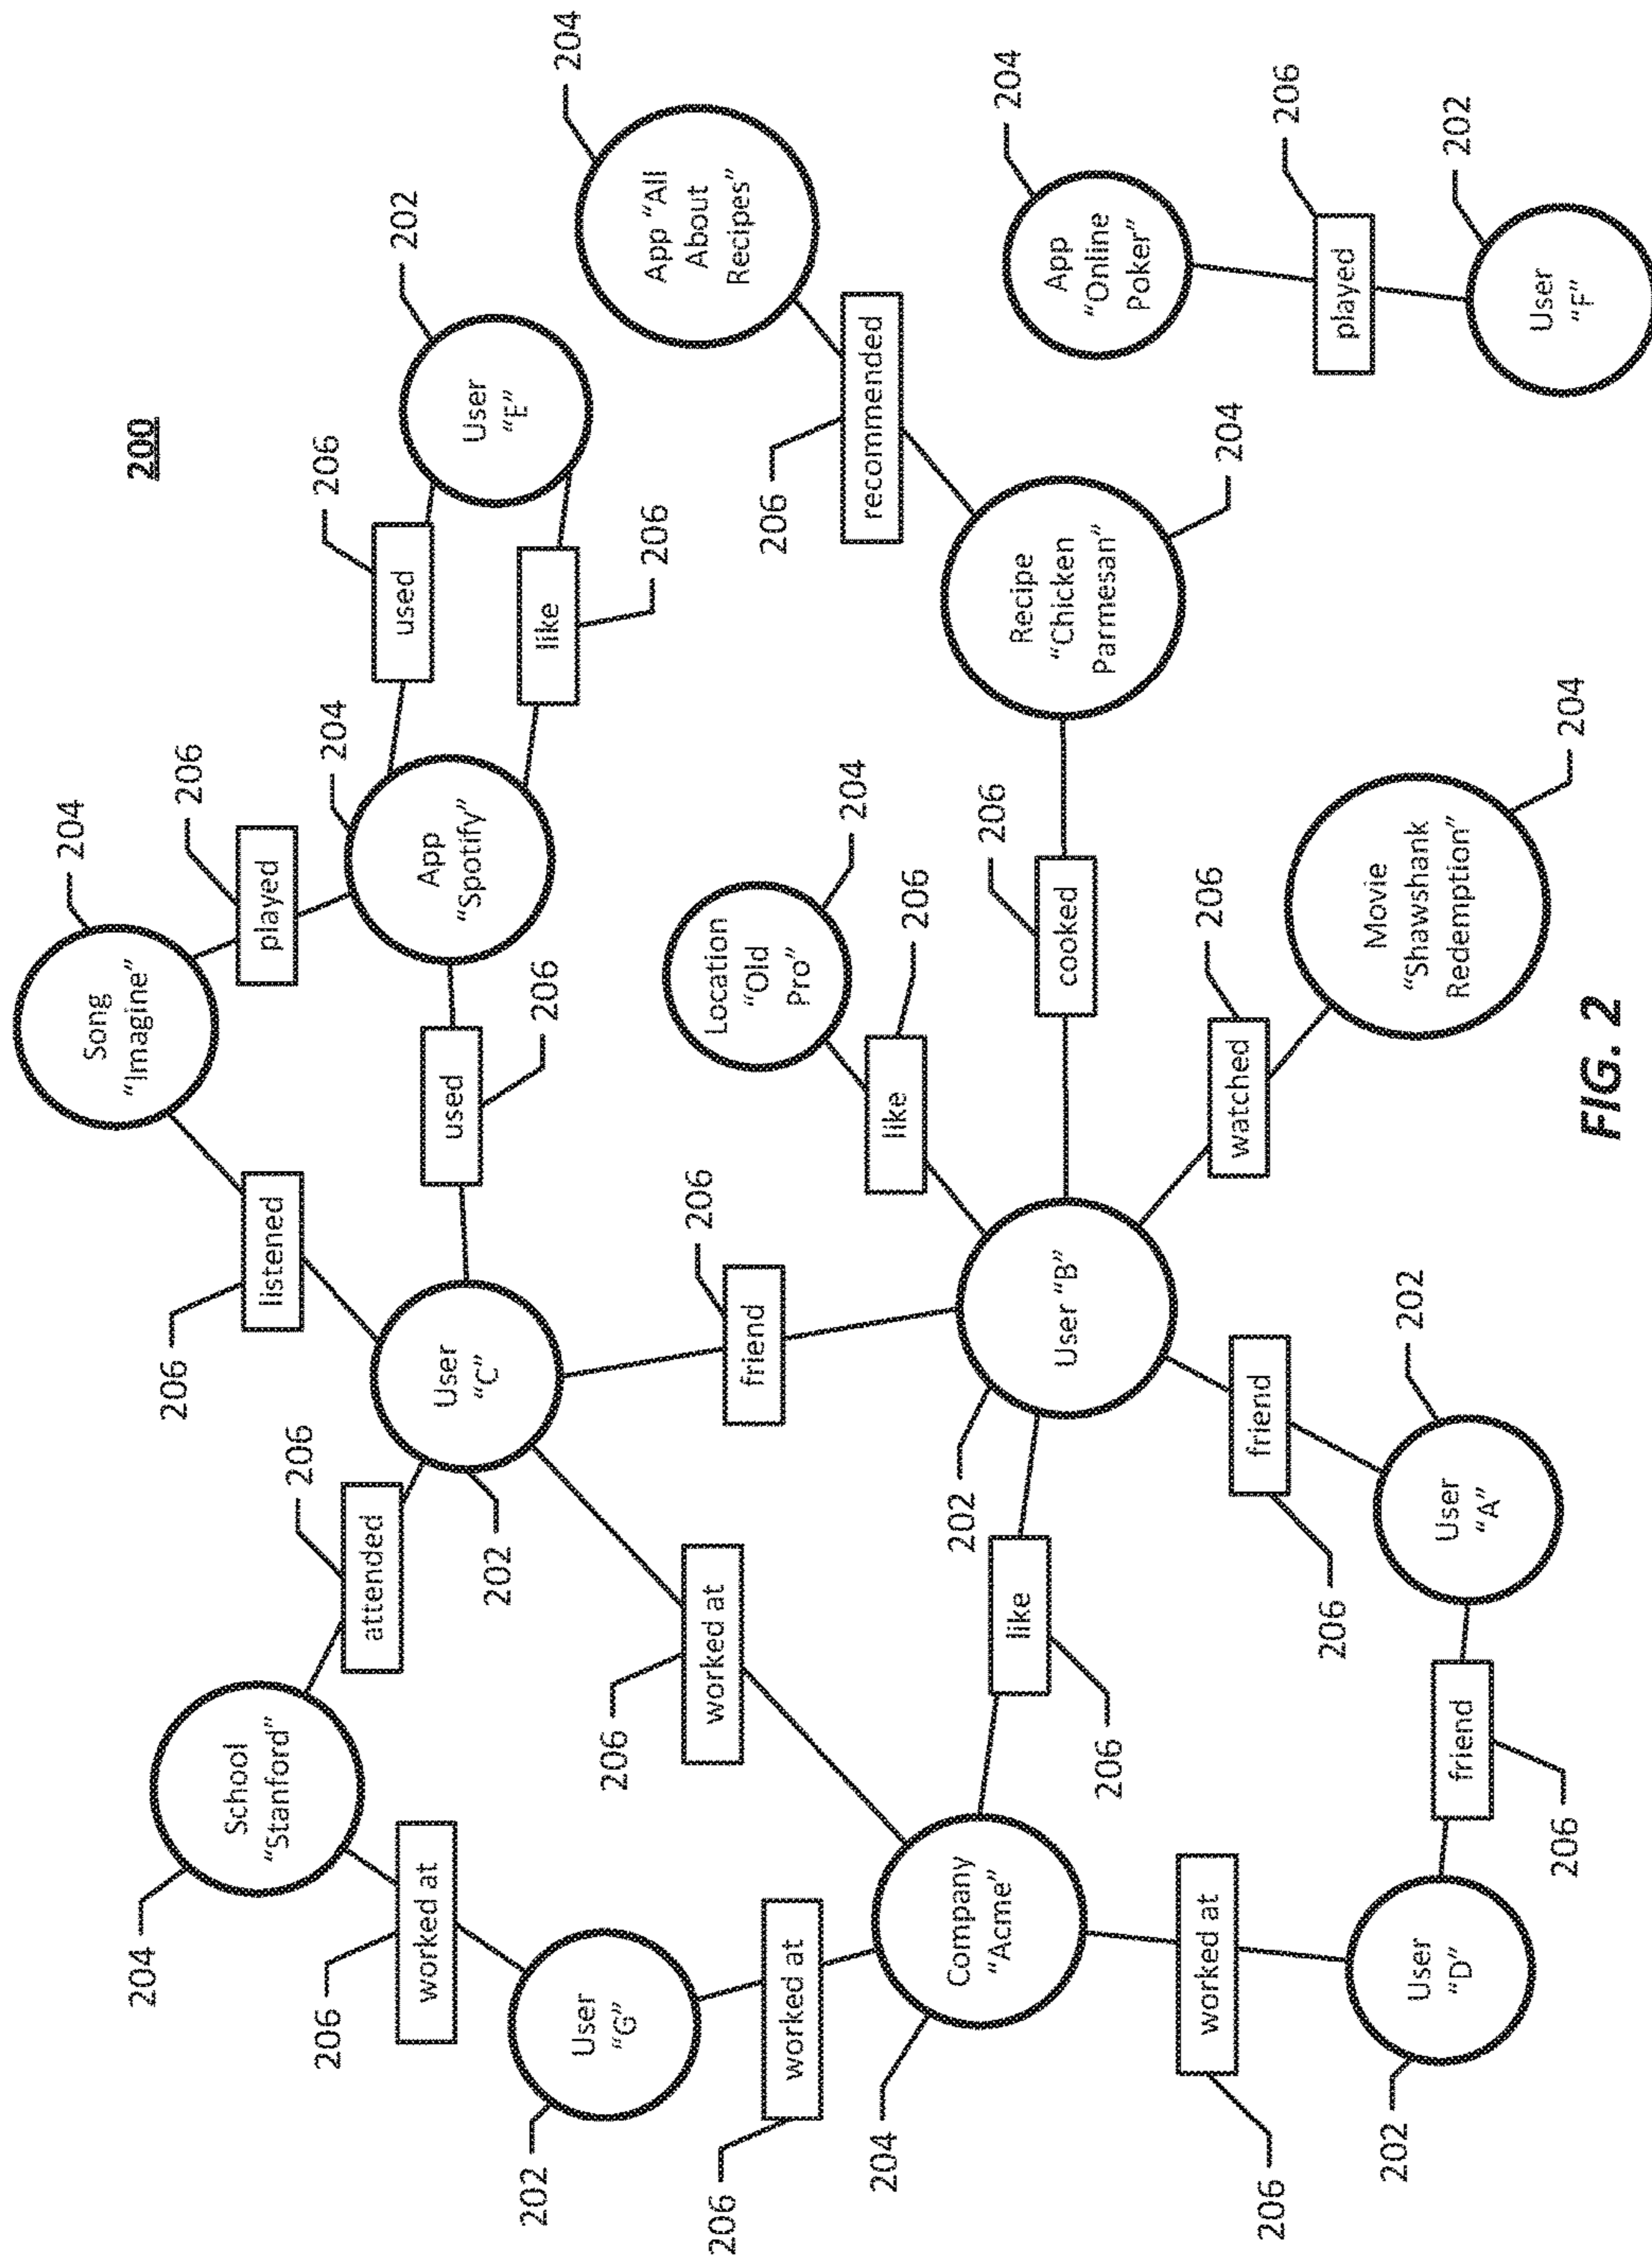 200
204
Song
"Imagine"
204
School
"Stanford"
206
attended
206
listened
206
played
206
204
206
used
202
User
"E"
206
worked at
202
User
"C"
206
used
App
"Spotify"
like
206
202
User
"G"
206
worked at
206
friend
Location
"Old
Pro"
204
206
recommended
App "All
About
Recipes"
204
206
worked at
204
Company
"Acme"
like
206
202
User "B"
like
206
206
cooked
Recipe
"Chicken
Parmesan"
204
App
"Online
Poker"
204
206
worked at
206
friend
watched
206
played
206
202
User
"D"
friend
206
User
"A"
202
Movie
"Shawshank
Redemption"
204
User
"F"
202
FIG. 2